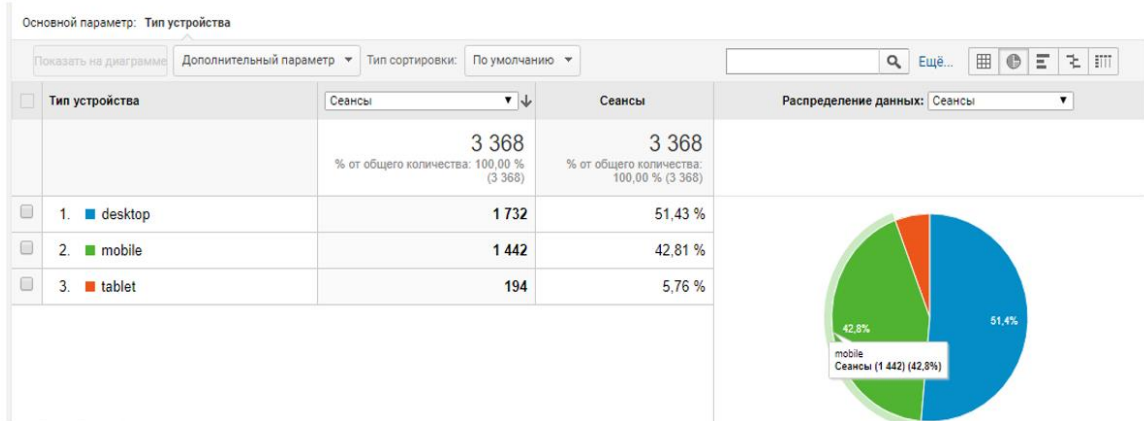 Основной параметр: Тип устройства
Показать на диаграмме Дополнительный параметр Тип сортировки: По умолчанию Ещё...
Тип устройства Сеансы Сеансы Распределение данных: Сеансы
3 368 3 368
% от общего количества: 100,00 % (3 368) % от общего количества: 100,00 % (3 368)
1. desktop 1 732 51,43 %
2. mobile 1 442 42,81 %
3. tablet 194 5,76 %
51,4%
42,8%
mobile
Сеансы (1 442) (42,8%)